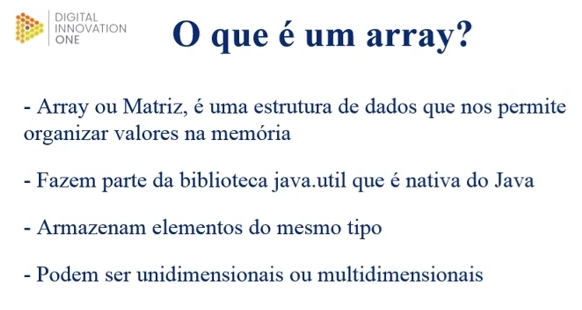 DIGITAL
INNOVATION
ONE
O que é um array?
- Array ou Matriz, é uma estrutura de dados que nos permite
organizar valores na memória
- Fazem parte da biblioteca java.util que é nativa do Java
- Armazenam elementos do mesmo tipo
- Podem ser unidimensionais ou multidimensionais